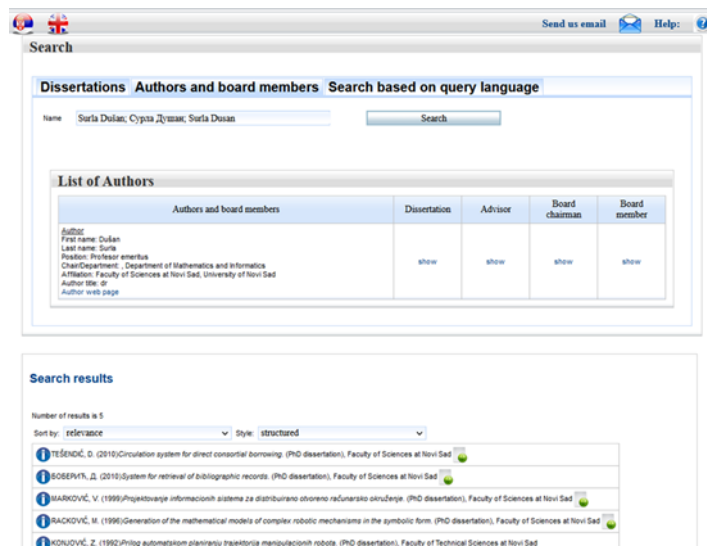 Send us email Help:
Search
Dissertations Authors and board members Search based on query language
Name Surla Dušan; Сурла Душан; Surla Dusan Search
List of Authors
Authors and board members Dissertation Advisor Board chairman Board member
Author
First name: Dušan
Last name: Surla
Position: Profesor emeritus
Chair/Department: , Department of Mathematics and Informatics
Affiliation: Faculty of Sciences at Novi Sad, University of Novi Sad
Author title: dr
Author web page
show show show show
Search results
Number of results is 5
Sort by: relevance Style: structured
TEŠENDIĆ, D. (2010)Circulation system for direct consortial borrowing. (PhD dissertation), Faculty of Sciences at Novi Sad
БОБЕРИЋ, Д. (2010)System for retrieval of bibliographic records. (PhD dissertation), Faculty of Sciences at Novi Sad
MARKOVIĆ, V. (1999)Projektovanje informacionih sistema za distribuirano otvoreno računarsko okruženje. (PhD dissertation), Faculty of Sciences at Novi Sad
RACKOVIĆ, M. (1996)Generation of the mathematical models of complex robotic mechanisms in the symbolic form. (PhD dissertation), Faculty of Sciences at Novi Sad
KONJOVIĆ, Z. (1992)Prilog automatskom planiranju trajektorija manipulacionih robota. (PhD dissertation), Faculty of Technical Sciences at Novi Sad